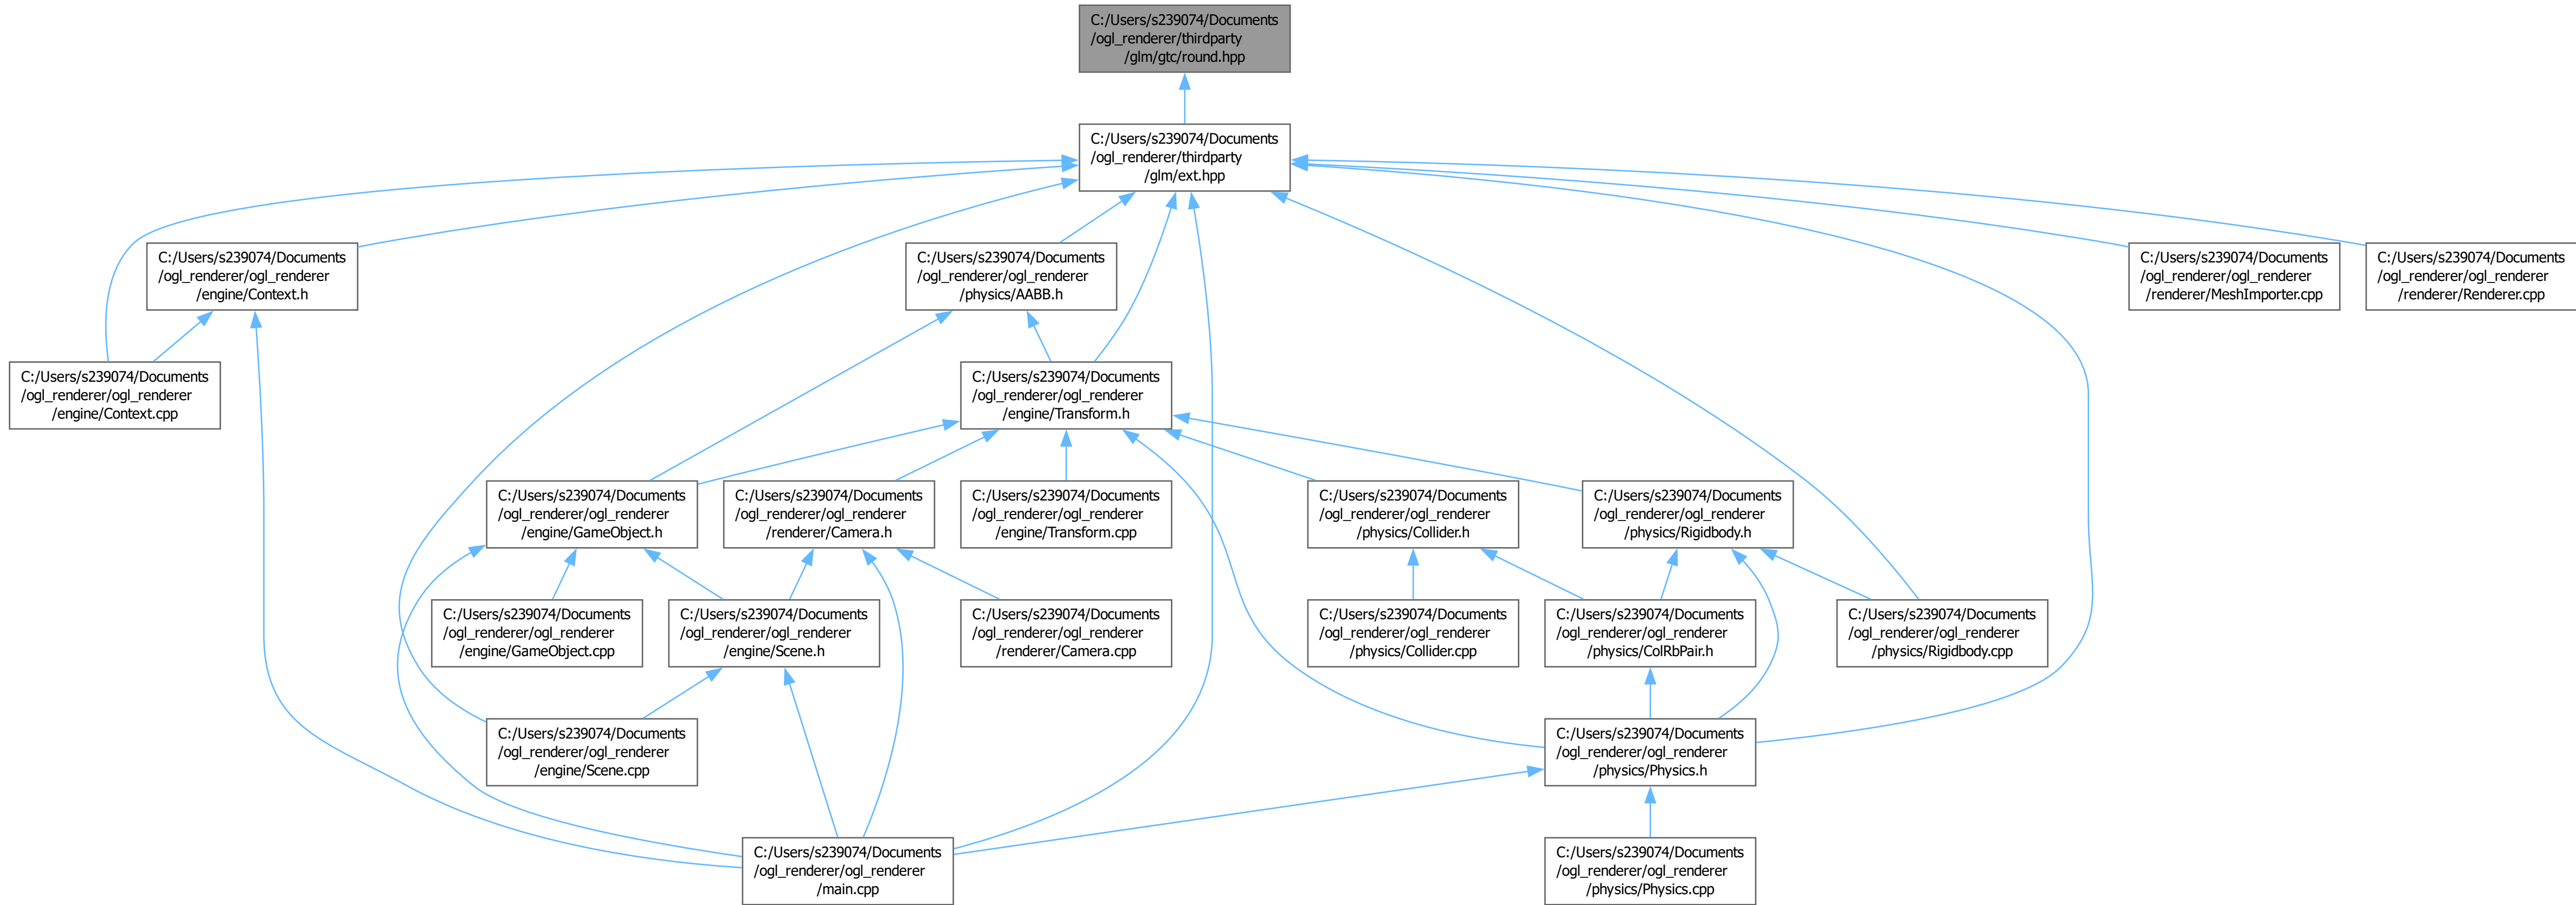 C:/Users/s239074/Documents
/ogl_renderer/thirdparty
/glm/gtc/round.hpp
C:/Users/s239074/Documents
/ogl_renderer/thirdparty
/glm/ext.hpp
C:/Users/s239074/Documents
/ogl_renderer/ogl_renderer
/engine/Context.h
C:/Users/s239074/Documents
/ogl_renderer/ogl_renderer
/physics/AABB.h
C:/Users/s239074/Documents
/ogl_renderer/ogl_renderer
/renderer/MeshImporter.cpp
C:/Users/s239074/Documents
/ogl_renderer/ogl_renderer
/renderer/Renderer.cpp
C:/Users/s239074/Documents
/ogl_renderer/ogl_renderer
/engine/Context.cpp
C:/Users/s239074/Documents
/ogl_renderer/ogl_renderer
/engine/Transform.h
C:/Users/s239074/Documents
/ogl_renderer/ogl_renderer
/engine/GameObject.h
C:/Users/s239074/Documents
/ogl_renderer/ogl_renderer
/renderer/Camera.h
C:/Users/s239074/Documents
/ogl_renderer/ogl_renderer
/engine/Transform.cpp
C:/Users/s239074/Documents
/ogl_renderer/ogl_renderer
/physics/Collider.h
C:/Users/s239074/Documents
/ogl_renderer/ogl_renderer
/physics/Rigidbody.h
C:/Users/s239074/Documents
/ogl_renderer/ogl_renderer
/engine/GameObject.cpp
C:/Users/s239074/Documents
/ogl_renderer/ogl_renderer
/engine/Scene.h
C:/Users/s239074/Documents
/ogl_renderer/ogl_renderer
/renderer/Camera.cpp
C:/Users/s239074/Documents
/ogl_renderer/ogl_renderer
/physics/Collider.cpp
C:/Users/s239074/Documents
/ogl_renderer/ogl_renderer
/physics/ColRbPair.h
C:/Users/s239074/Documents
/ogl_renderer/ogl_renderer
/physics/Rigidbody.cpp
C:/Users/s239074/Documents
/ogl_renderer/ogl_renderer
/engine/Scene.cpp
C:/Users/s239074/Documents
/ogl_renderer/ogl_renderer
/physics/Physics.h
C:/Users/s239074/Documents
/ogl_renderer/ogl_renderer
/main.cpp
C:/Users/s239074/Documents
/ogl_renderer/ogl_renderer
/physics/Physics.cpp